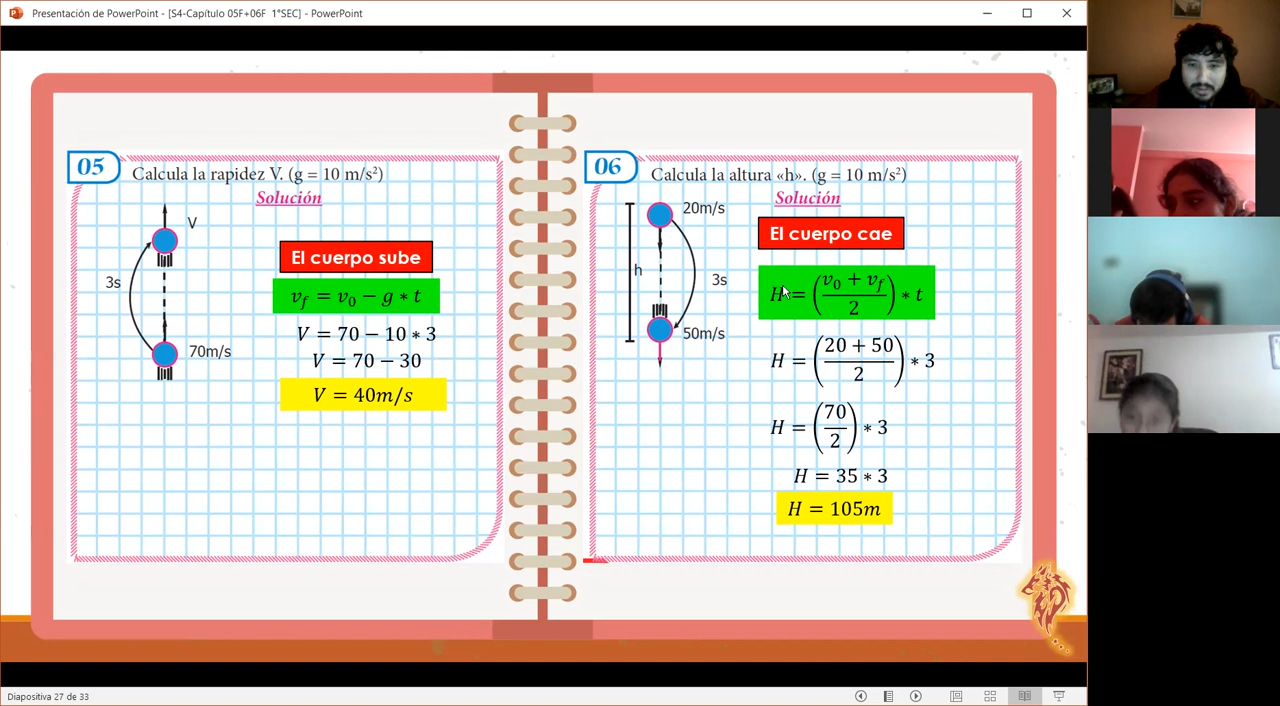 Presentación de PowerPoint - [S4-Capítulo 05F+06F 1°SEC] - PowerPoint
05
Calcula la rapidez V. (g = 10 m/s²)
Solución
V
3s
70m/s
El cuerpo sube
v_f = v_0 − g ∗ t
V = 70 − 10 ∗ 3
V = 70 − 30
V = 40m/s
06
Calcula la altura «h». (g = 10 m/s²)
Solución
20m/s
h
3s
50m/s
El cuerpo cae
H = ((v_0 + v_f)/2) ∗ t
H = ((20 + 50)/2) ∗ 3
H = (70/2) ∗ 3
H = 35 ∗ 3
H = 105m
Diapositiva 27 de 33